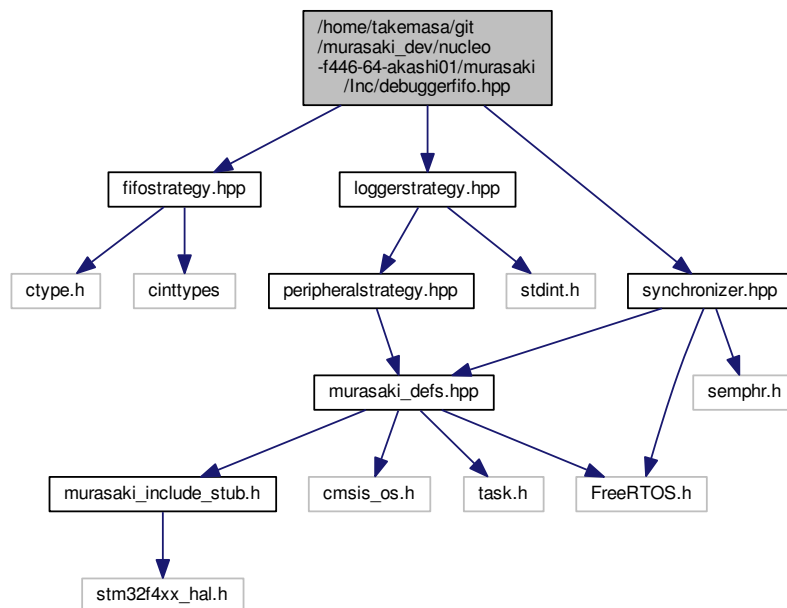 /home/takemasa/git
/murasaki_dev/nucleo
-f446-64-akashi01/murasaki
/Inc/debuggerfifo.hpp
fifostrategy.hpp
loggerstrategy.hpp
ctype.h
cinttypes
peripheralstrategy.hpp
stdint.h
synchronizer.hpp
murasaki_defs.hpp
semphr.h
murasaki_include_stub.h
cmsis_os.h
task.h
FreeRTOS.h
stm32f4xx_hal.h